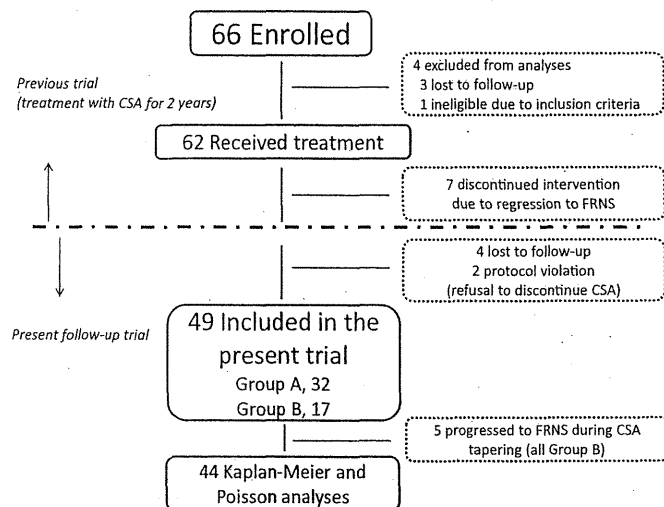 66 Enrolled
Previous trial
(treatment with CSA for 2 years)
4 excluded from analyses
3 lost to follow-up
1 ineligible due to inclusion criteria
62 Received treatment
7 discontinued intervention
due to regression to FRNS
4 lost to follow-up
2 protocol violation
(refusal to discontinue CSA)
Present follow-up trial
49 Included in the
present trial
Group A, 32
Group B, 17
5 progressed to FRNS during CSA
tapering (all Group B)
44 Kaplan-Meier and
Poisson analyses